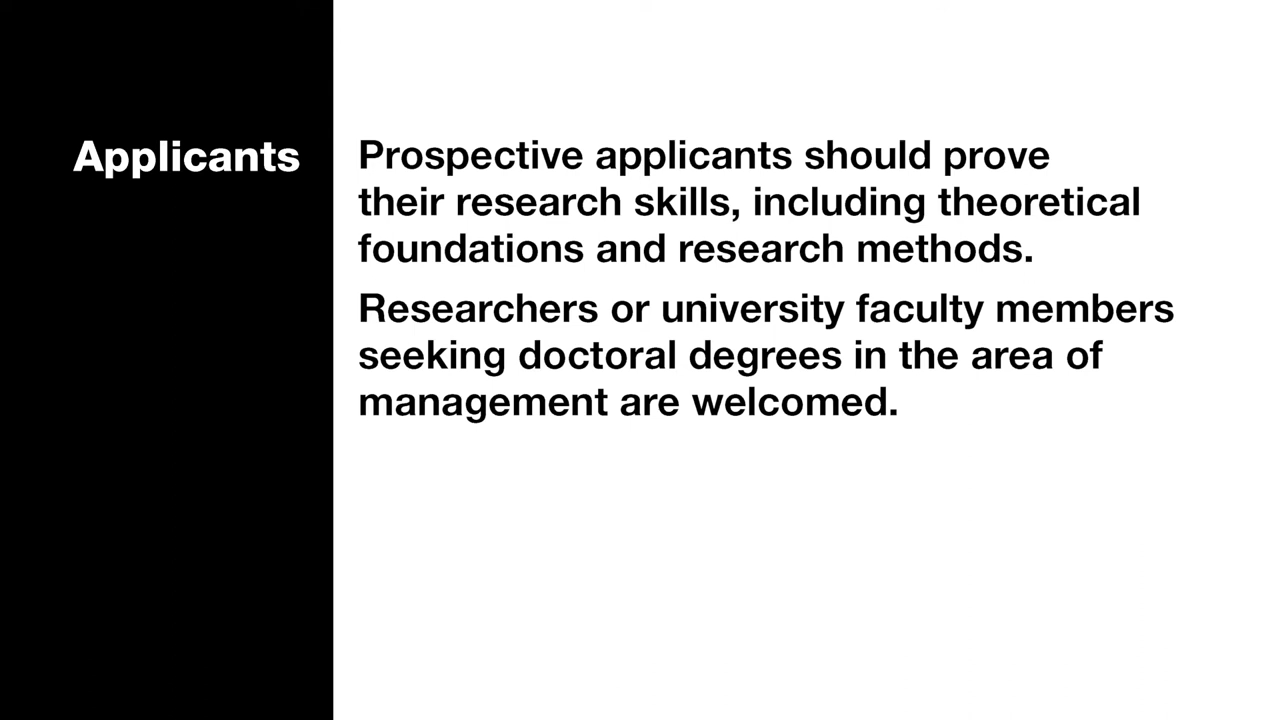 Applicants
Prospective applicants should prove
their research skills, including theoretical
foundations and research methods.
Researchers or university faculty members
seeking doctoral degrees in the area of
management are welcomed.